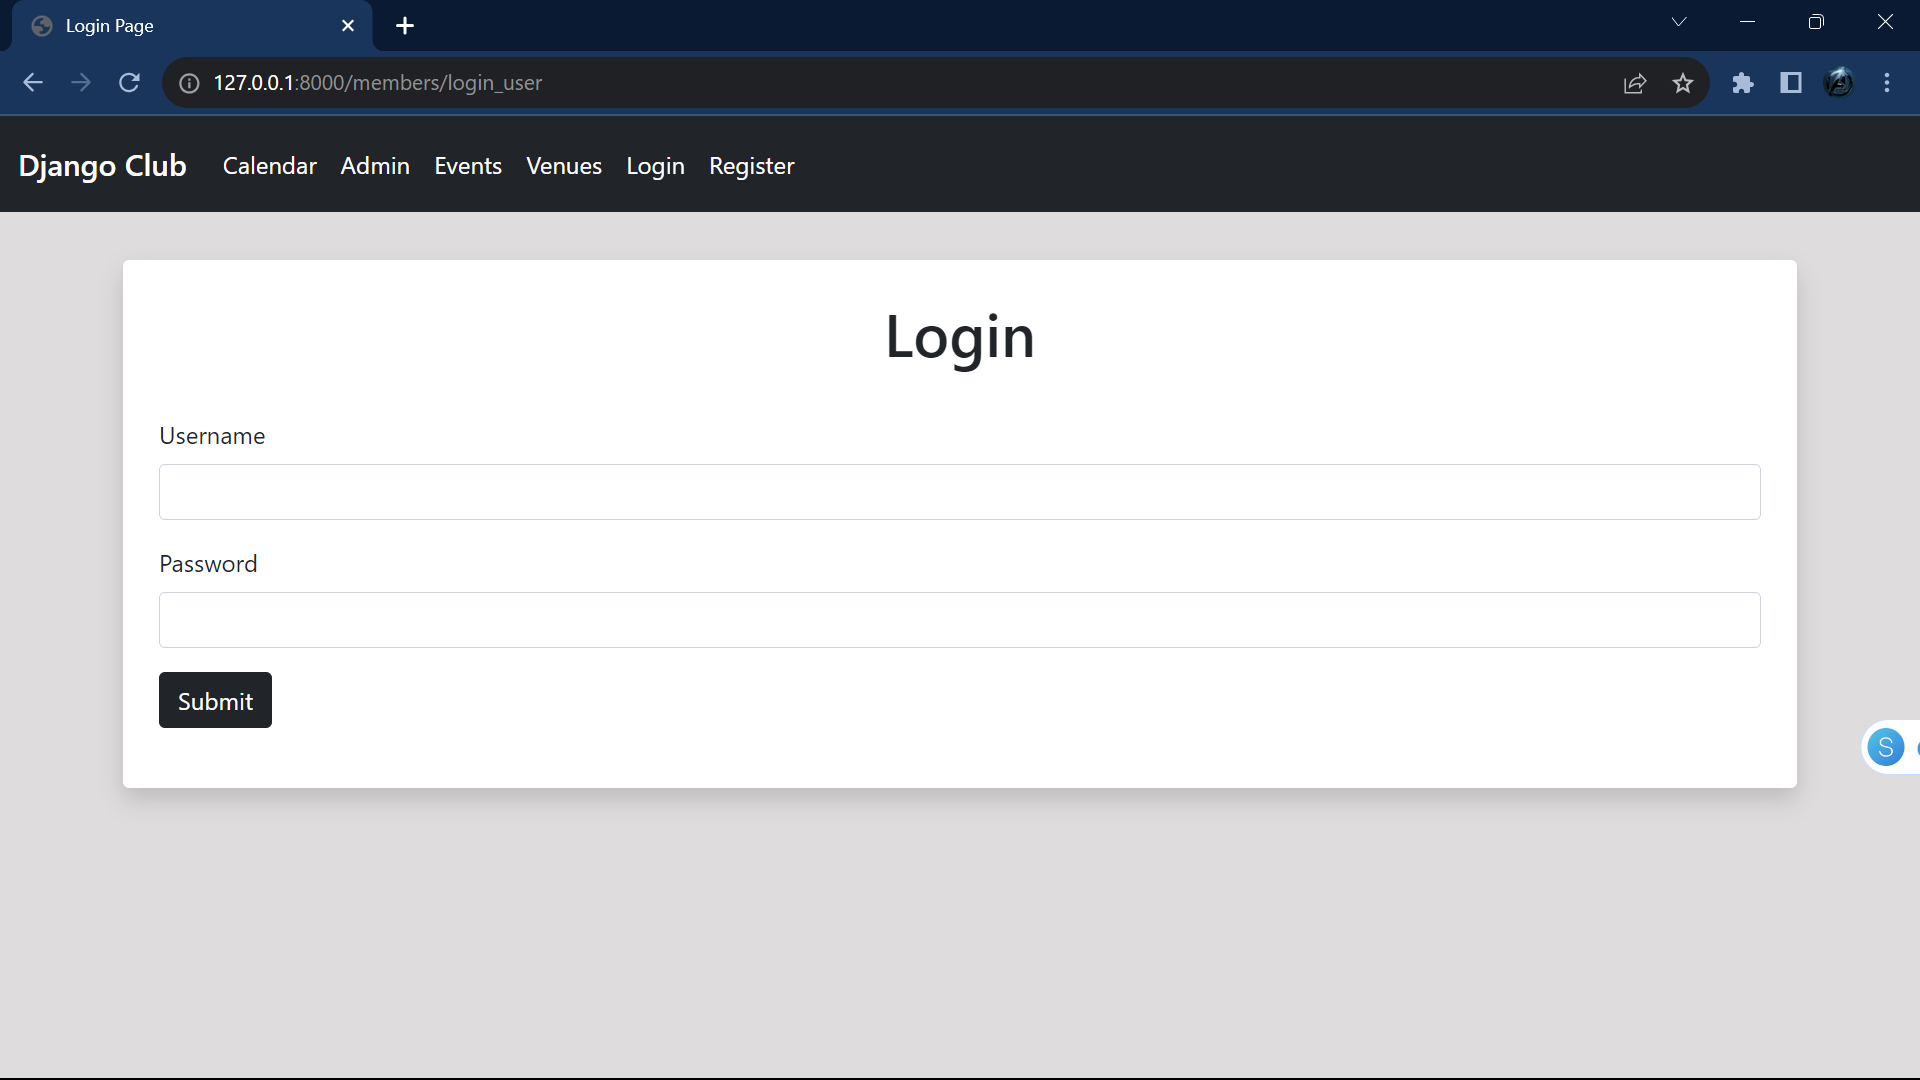 Login Page
127.0.0.1:8000/members/login_user
Django Club Calendar Admin Events Venues Login Register
Login
Username
Password
Submit
S